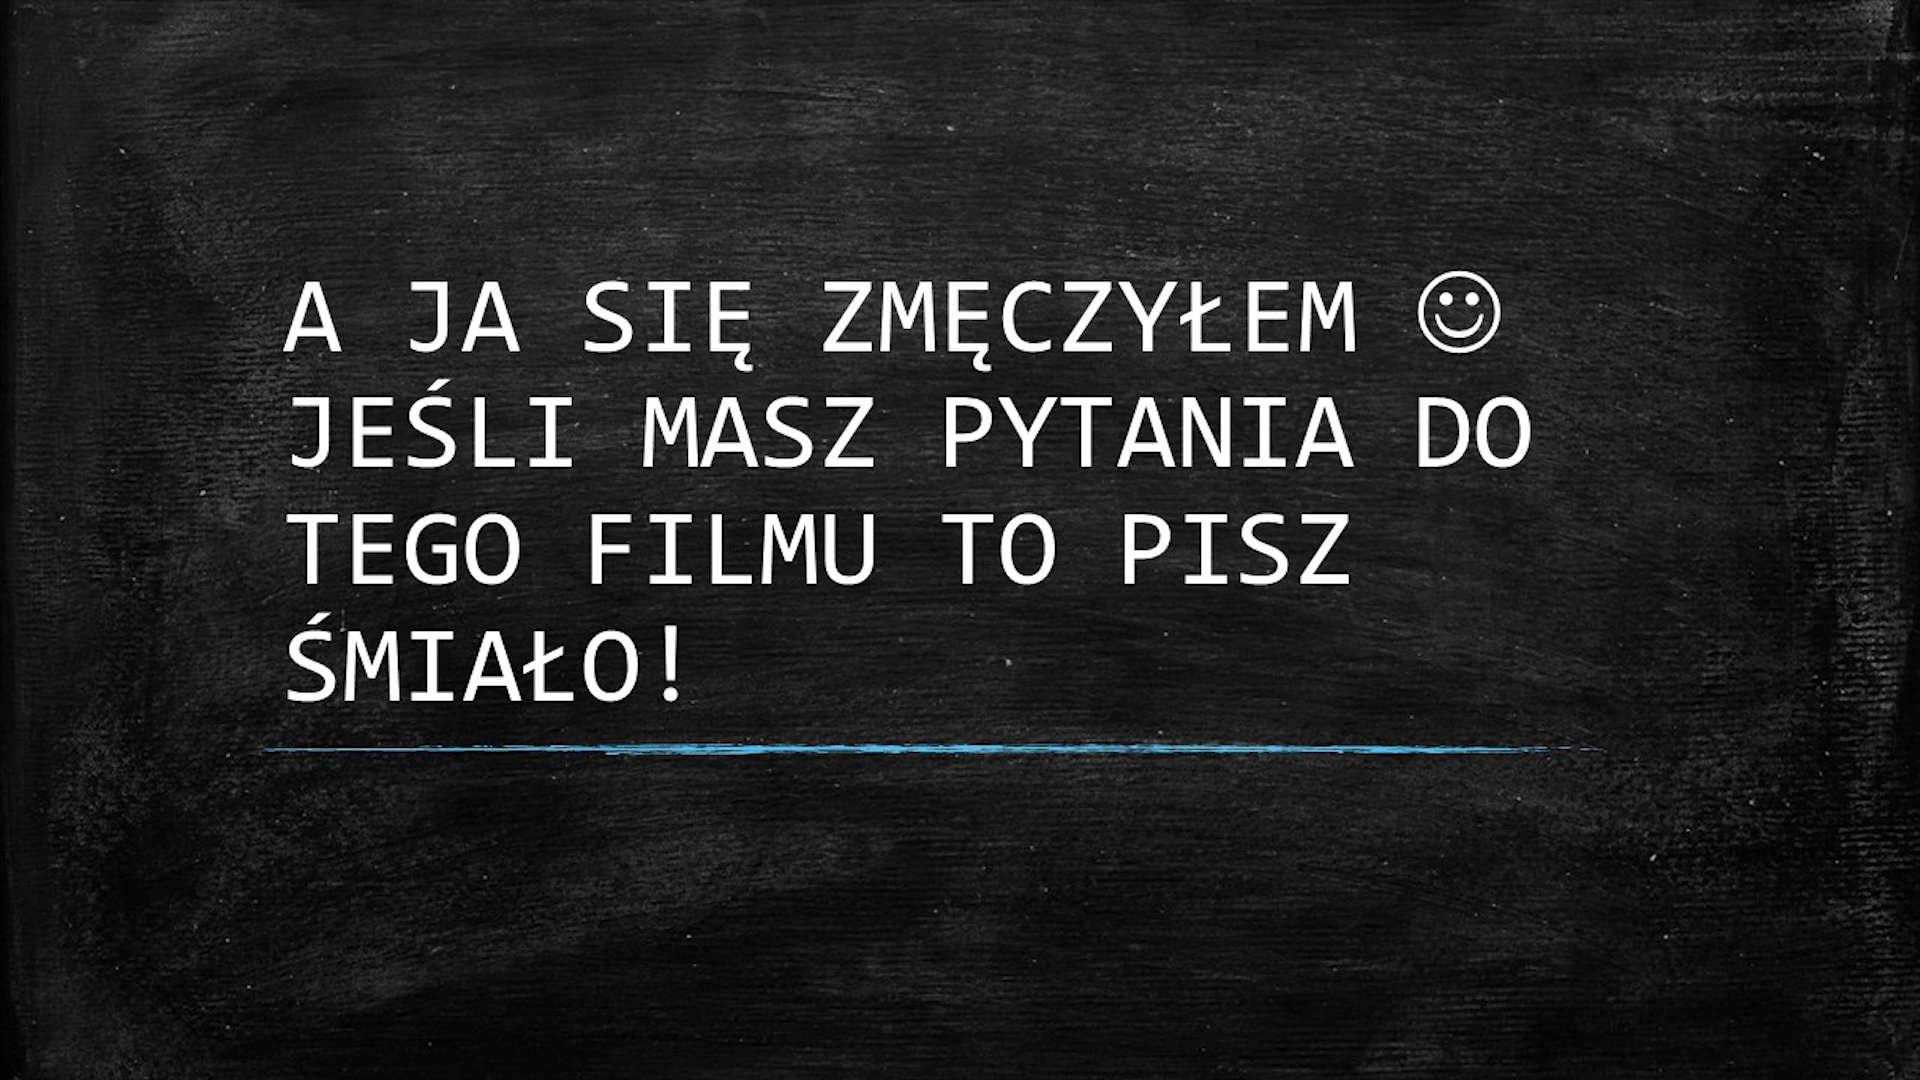 A JA SIĘ ZMĘCZYŁEM ☺
JEŚLI MASZ PYTANIA DO
TEGO FILMU TO PISZ
ŚMIAŁO!